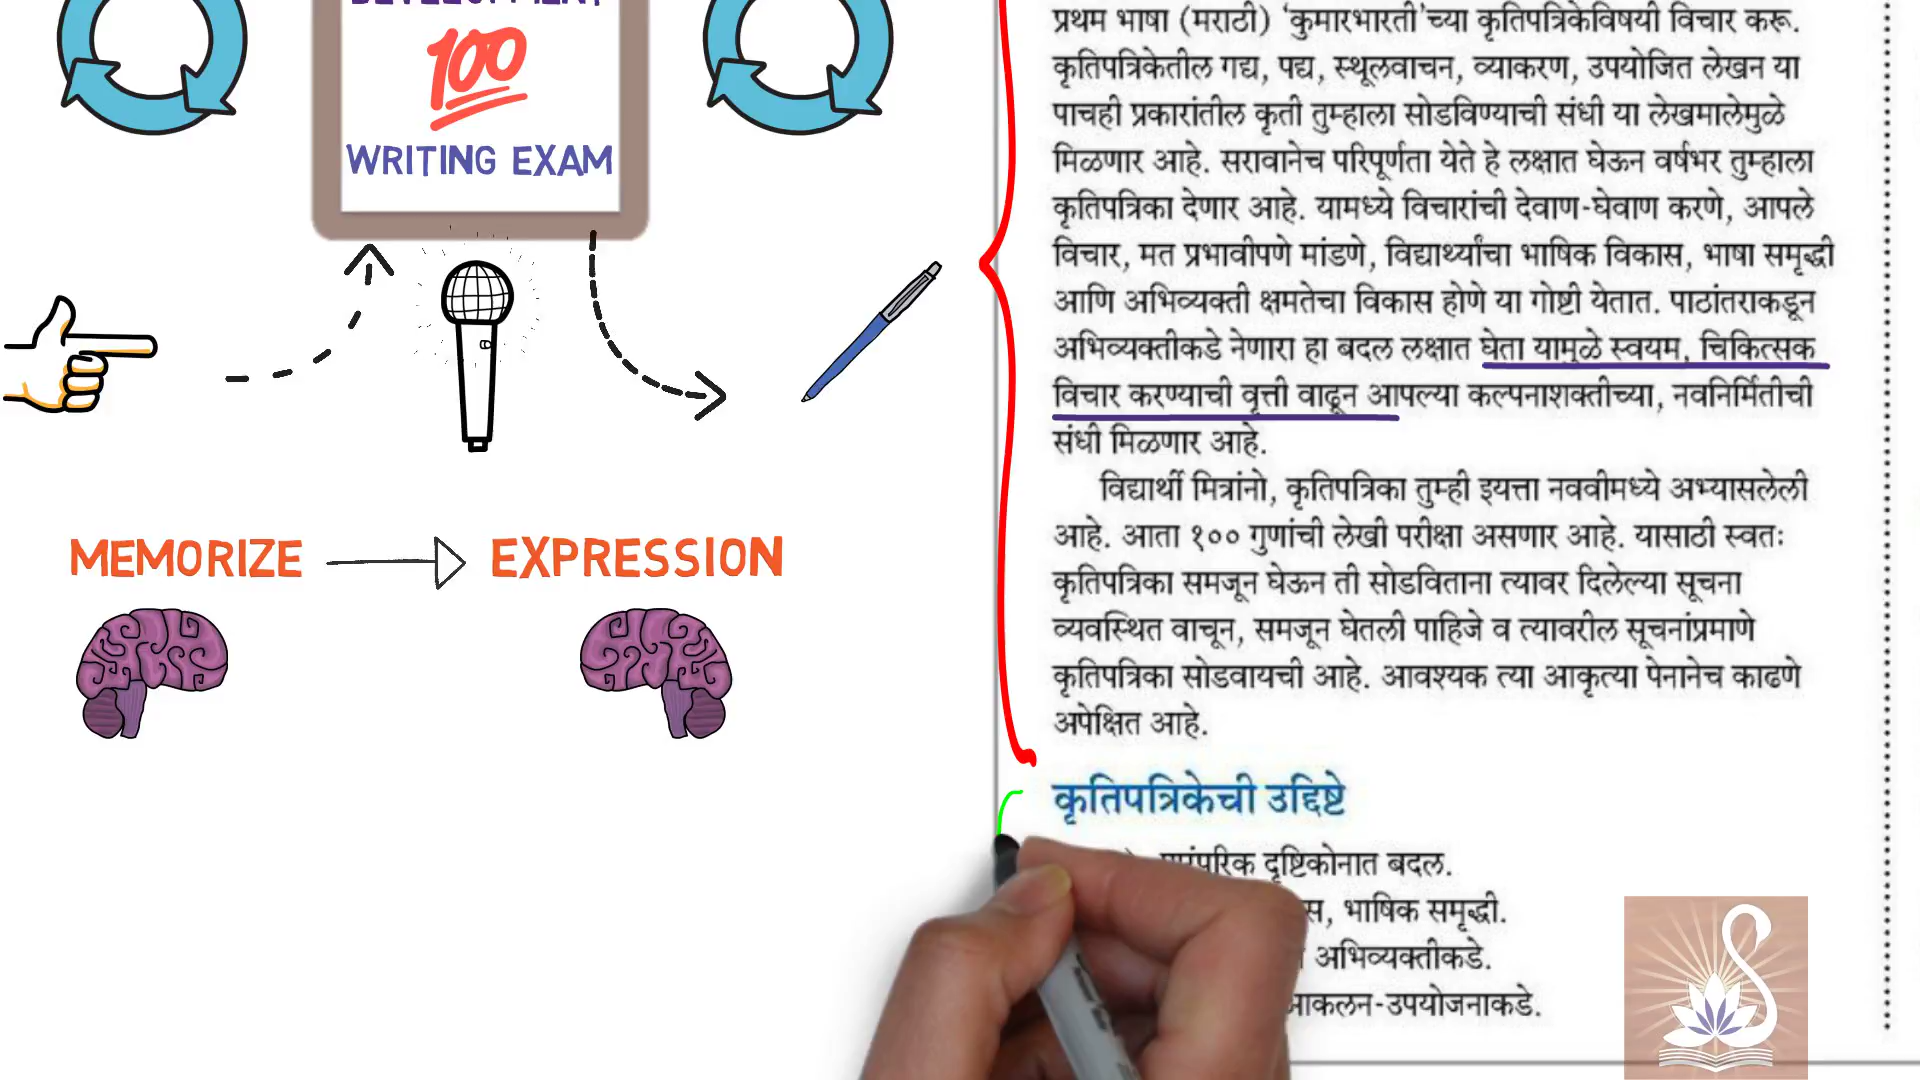 WRITING EXAM
MEMORIZE
EXPRESSION
प्रथम भाषा (मराठी) ‘कुमारभारती’च्या कृतिपत्रिकेविषयी विचार करू.
कृतिपत्रिकेतील गद्य, पद्य, स्थूलवाचन, व्याकरण, उपयोजित लेखन या
पाचही प्रकारांतील कृती तुम्हाला सोडविण्याची संधी या लेखमालेमुळे
मिळणार आहे. सरावानेच परिपूर्णता येते हे लक्षात घेऊन वर्षभर तुम्हाला
कृतिपत्रिका देणार आहे. यामध्ये विचारांची देवाण-घेवाण करणे, आपले
विचार, मत प्रभावीपणे मांडणे, विद्यार्थ्यांचा भाषिक विकास, भाषा समृद्धी
आणि अभिव्यक्ती क्षमतेचा विकास होणे या गोष्टी येतात. पाठांतराकडून
अभिव्यक्तीकडे नेणारा हा बदल लक्षात घेता यामुळे स्वयम, चिकित्सक
विचार करण्याची वृत्ती वाढून आपल्या कल्पनाशक्तीच्या, नवनिर्मितीची
संधी मिळणार आहे.
विद्यार्थी मित्रांनो, कृतिपत्रिका तुम्ही इयत्ता नववीमध्ये अभ्यासलेली
आहे. आता १०० गुणांची लेखी परीक्षा असणार आहे. यासाठी स्वतः
कृतिपत्रिका समजून घेऊन ती सोडविताना त्यावर दिलेल्या सूचना
व्यवस्थित वाचून, समजून घेतली पाहिजे व त्यावरील सूचनांप्रमाणे
कृतिपत्रिका सोडवायची आहे. आवश्यक त्या आकृत्या पेनानेच काढणे
अपेक्षित आहे.
कृतिपत्रिकेची उद्दिष्टे
दृष्टिकोनात बदल.
भाषिक समृद्धी.
अभिव्यक्तीकडे.
आकलन-उपयोजनाकडे.